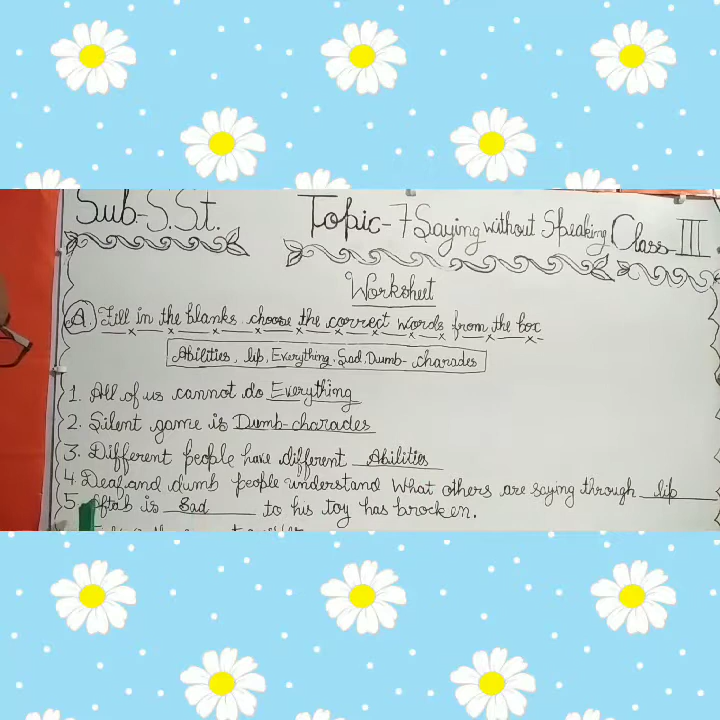 Sub-S.St. Topic-7 Saying without Speaking Class-III
Worksheet
A. Fill in the blanks choose the correct words from the box
Abilities, lip, Everything, Sad, Dumb-charades
1. All of us cannot do Everything
2. Silent game is Dumb-charades
3. Different people have different Abilities
4. Deaf and dumb people understand what others are saying through lip
5. Aftab is Sad to his toy has brocken.